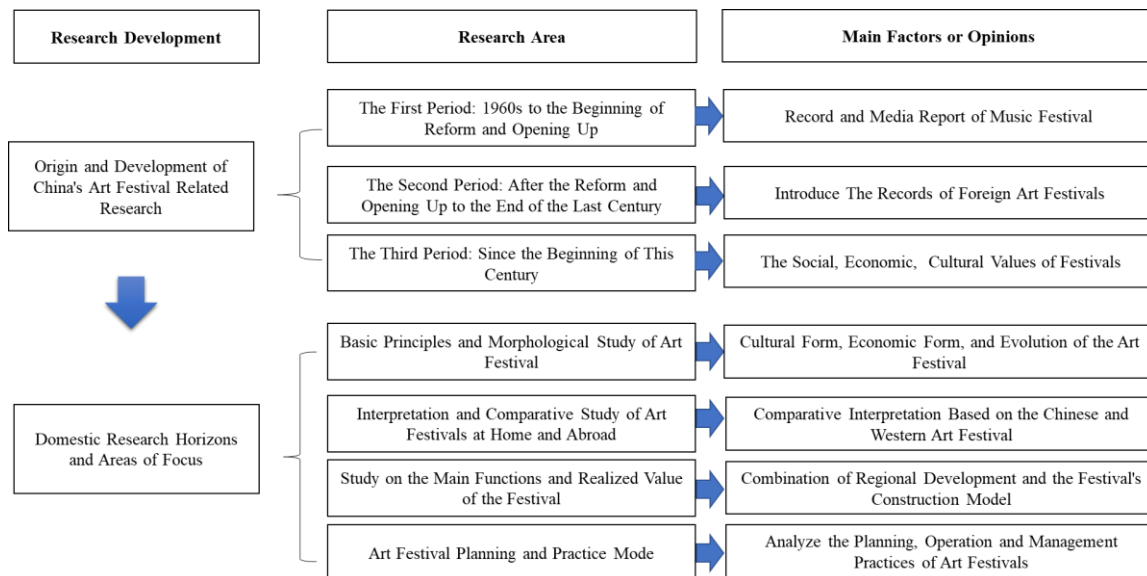 Research Development
Research Area
Main Factors or Opinions
Origin and Development of
China's Art Festival Related
Research
The First Period: 1960s to the Beginning of
Reform and Opening Up
Record and Media Report of Music Festival
The Second Period: After the Reform and
Opening Up to the End of the Last Century
Introduce The Records of Foreign Art Festivals
The Third Period: Since the Beginning of This
Century
The Social, Economic, Cultural Values of Festivals
Domestic Research Horizons
and Areas of Focus
Basic Principles and Morphological Study of Art
Festival
Cultural Form, Economic Form, and Evolution of the Art
Festival
Interpretation and Comparative Study of Art
Festivals at Home and Abroad
Comparative Interpretation Based on the Chinese and
Western Art Festival
Study on the Main Functions and Realized Value
of the Festival
Combination of Regional Development and the Festival's
Construction Model
Art Festival Planning and Practice Mode
Analyze the Planning, Operation and Management
Practices of Art Festivals